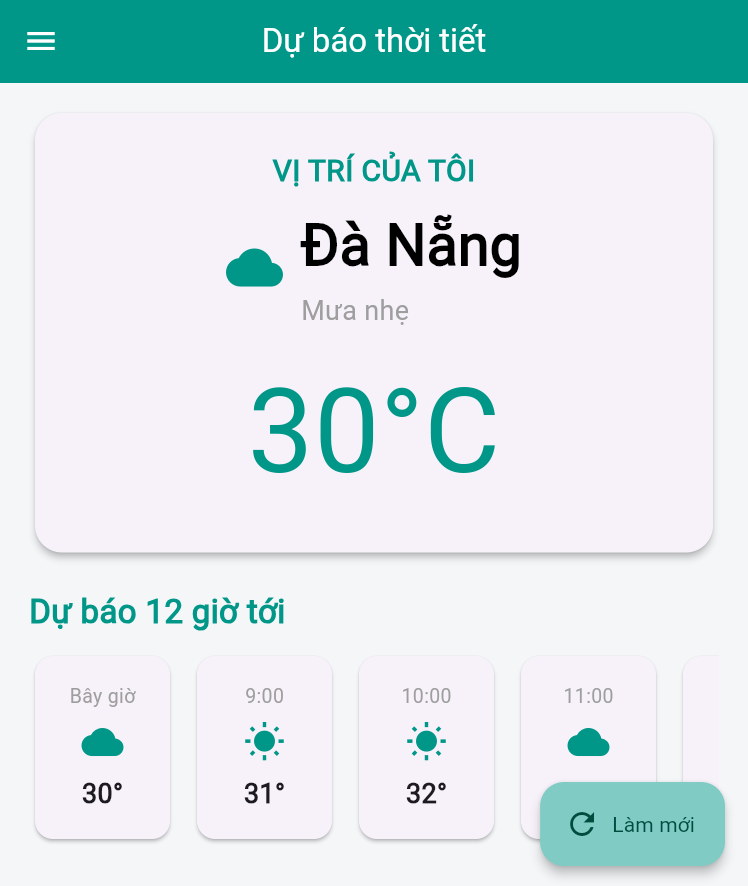 Dự báo thời tiết
VỊ TRÍ CỦA TÔI
Đà Nẵng
Mưa nhẹ
30°C
Dự báo 12 giờ tới
Bây giờ
30°
9:00
31°
10:00
32°
11:00
Làm mới